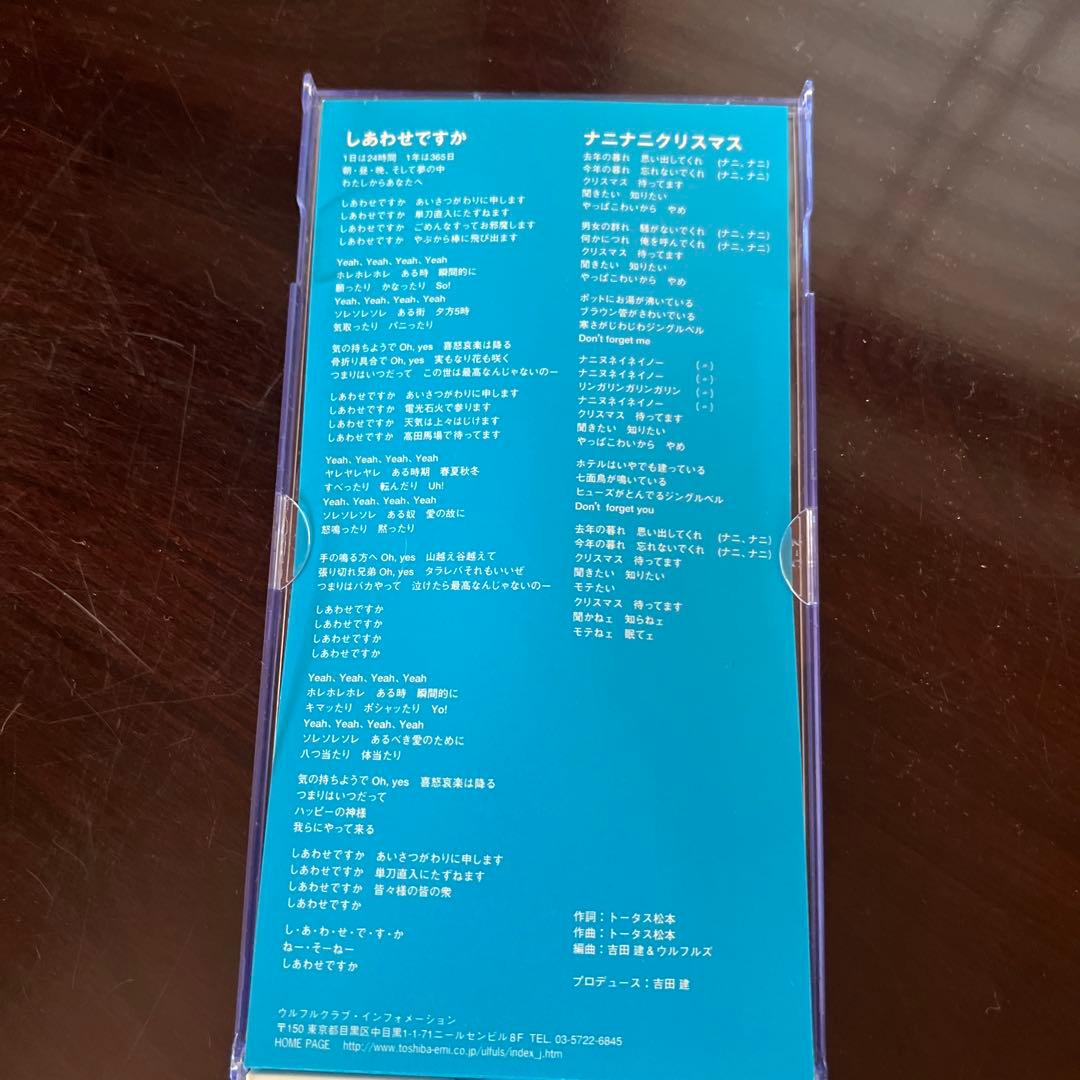 しあわせですか
1日は24時間　1年は365日
朝・昼・晩、そして夢の中
わたしからあなたへ
しあわせですか　あいさつがわりに申します
しあわせですか　単刀直入にたずねます
しあわせですか　ごめんなすってお邪魔します
しあわせですか　やぶから棒に飛び出ます
Yeah、Yeah、Yeah、Yeah
ホレホレホレ　ある時　瞬間的に
願ったり　かなったり　So!
Yeah、Yeah、Yeah、Yeah
ソレソレソレ　ある街　夕方5時
気取ったり　パニったり
気の持ちようで Oh, yes　喜怒哀楽は降る
骨折り具合で Oh, yes　実もなり花も咲く
つまりはいつだって　この世は最高なんじゃないのー
しあわせですか　あいさつがわりに申します
しあわせですか　電光石火で参ります
しあわせですか　天気は上々はじけます
しあわせですか　高田馬場で待ってます
Yeah、Yeah、Yeah、Yeah
ヤレヤレヤレ　ある時期　春夏秋冬
すべったり　転んだり　Uh!
Yeah、Yeah、Yeah、Yeah
ソレソレソレ　ある奴　愛の故に
怒鳴ったり　黙ったり
手の鳴る方へ Oh, yes　山越え谷越えて
張り切れ兄弟 Oh, yes　タラレバそれもいいぜ
つまりはバカやって　泣けたら最高なんじゃないのー
しあわせですか
しあわせですか
しあわせですか
しあわせですか
Yeah、Yeah、Yeah、Yeah
ホレホレホレ　ある時　瞬間的に
キマッたり　ポシャッたり　Yo!
Yeah、Yeah、Yeah、Yeah
ソレソレソレ　あるべき愛のために
八つ当たり　体当たり
気の持ちようで Oh, yes　喜怒哀楽は降る
つまりはいつだって
ハッピーの神様
我らにやって来る
しあわせですか　あいさつがわりに申します
しあわせですか　単刀直入にたずねます
しあわせですか　皆々様の皆の衆
しあわせですか
し・あ・わ・せ・で・す・か
ねー・そーねー
しあわせですか
ナニナニクリスマス
去年の暮れ　思い出してくれ　(ナニ、ナニ)
今年の暮れ　忘れないでくれ　(ナニ、ナニ)
クリスマス　待ってます
聞きたい　知りたい
やっぱこわいから　やめ
男女の群れ　騒がないでくれ　(ナニ、ナニ)
何かにつれ　俺を呼んでくれ　(ナニ、ナニ)
クリスマス　待ってます
聞きたい　知りたい
やっぱこわいから　やめ
ポットにお湯が沸いている
ブラウン管がさわいでいる
寒さがじわじわジングルベル
Don't forget me
ナニヌネイネイノー　(〃)
ナニヌネイネイノー　(〃)
リンガリンガリンガリン　(〃)
ナニヌネイネイノー　(〃)
クリスマス　待ってます
聞きたい　知りたい
やっぱこわいから　やめ
ホテルはいやでも建っている
七面鳥が鳴いている
ヒューズがとんでるジングルベル
Don't forget you
去年の暮れ　思い出してくれ　(ナニ、ナニ)
今年の暮れ　忘れないでくれ　(ナニ、ナニ)
クリスマス　待ってます
聞きたい　知りたい
モテたい
クリスマス　待ってます
聞かねェ　知らねェ
モテねェ　眠てェ
作詞：トータス松本
作曲：トータス松本
編曲：吉田 建＆ウルフルズ
プロデュース：吉田 建
ウルフルクラブ・インフォメーション
〒150 東京都目黒区中目黒1-1-71ニールセンビル8F TEL. 03-5722-6845
HOME PAGE　http://www.toshiba-emi.co.jp/ulfuls/index_j.htm